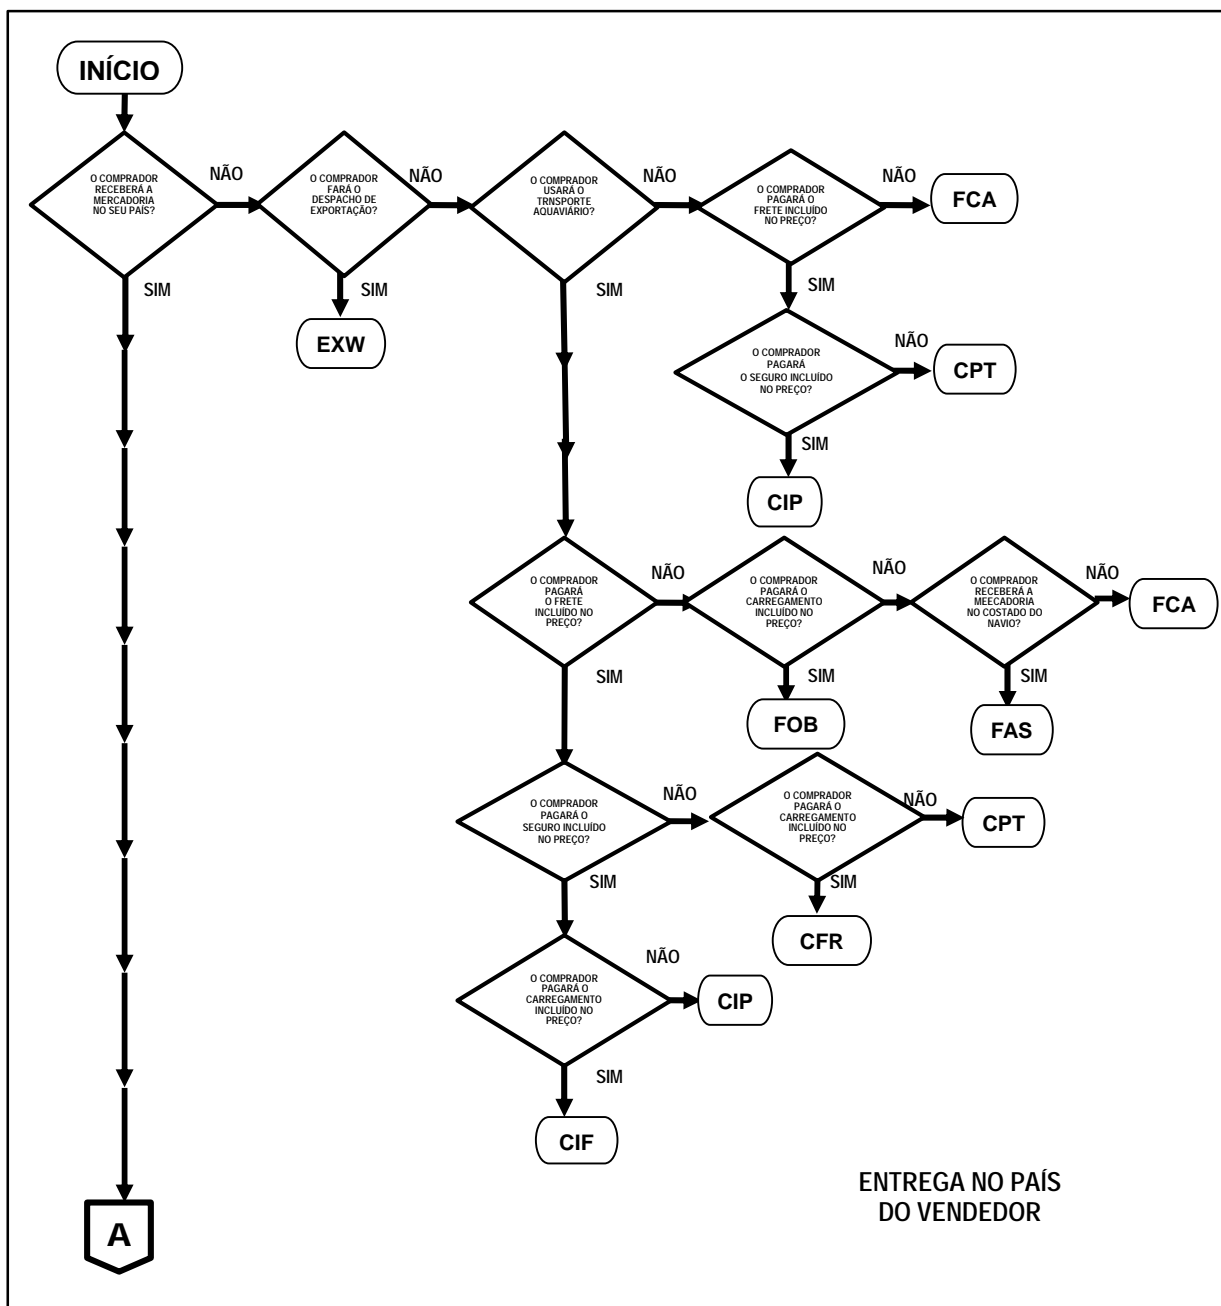 INÍCIO
O COMPRADOR
RECEBERÁ A
MERCADORIA
NO SEU PAÍS?
NÃO
SIM
O COMPRADOR
FARÁ O
DESPACHO DE
EXPORTAÇÃO?
NÃO
SIM
EXW
O COMPRADOR
USARÁ O
TRNSPORTE
AQUAVIÁRIO?
NÃO
SIM
O COMPRADOR
PAGARÁ O
FRETE INCLUÍDO
NO PREÇO?
NÃO
FCA
SIM
O COMPRADOR
PAGARÁ
O SEGURO INCLUÍDO
NO PREÇO?
NÃO
CPT
SIM
CIP
O COMPRADOR
PAGARÁ
O FRETE
INCLUÍDO NO
PREÇO?
NÃO
SIM
O COMPRADOR
PAGARÁ O
CARREGAMENTO
INCLUÍDO NO
PREÇO?
NÃO
SIM
FOB
O COMPRADOR
RECEBERÁ A
MEECADORIA
NO COSTADO DO
NAVIO?
NÃO
FCA
SIM
FAS
O COMPRADOR
PAGARÁ O
SEGURO INCLUÍDO
NO PREÇO?
NÃO
SIM
O COMPRADOR
PAGARÁ O
CARREGAMENTO
INCLUÍDO NO
PREÇO?
NÃO
CPT
SIM
CFR
O COMPRADOR
PAGARÁ O
CARREGAMENTO
INCLUÍDO NO
PREÇO?
NÃO
CIP
SIM
CIF
A
ENTREGA NO PAÍS
DO VENDEDOR